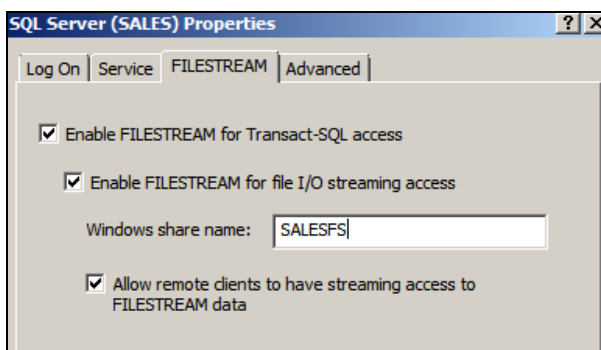 SQL Server (SALES) Properties
Log On Service FILESTREAM Advanced
Enable FILESTREAM for Transact-SQL access
Enable FILESTREAM for file I/O streaming access
Windows share name: SALESFS
Allow remote clients to have streaming access to
FILESTREAM data